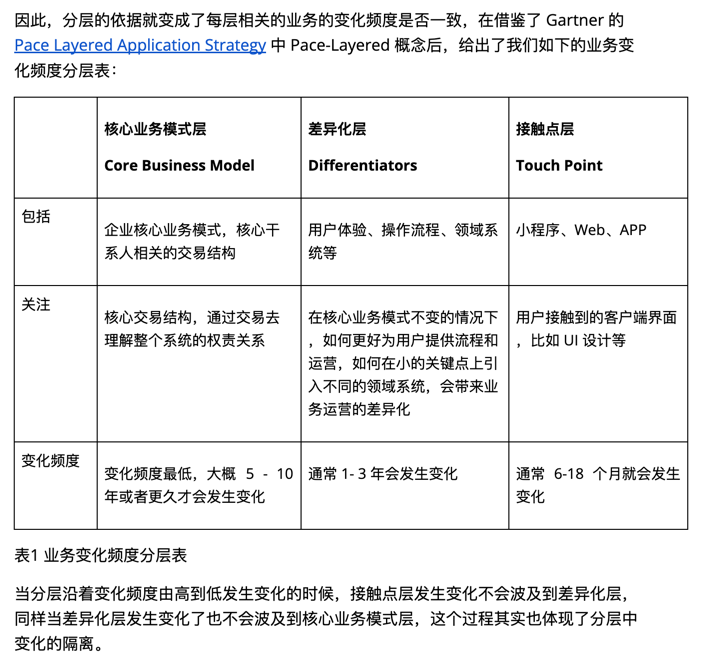 因此，分层的依据就变成了每层相关的业务的变化频度是否一致，在借鉴了 Gartner 的
Pace Layered Application Strategy 中 Pace-Layered 概念后，给出了我们如下的业务变
化频度分层表：
核心业务模式层
Core Business Model
差异化层
Differentiators
接触点层
Touch Point
包括
企业核心业务模式，核心干
系人相关的交易结构
用户体验、操作流程、领域系
统等
小程序、Web、APP
关注
核心交易结构，通过交易去
理解整个系统的权责关系
在核心业务模式不变的情况下
，如何更好为用户提供流程和
运营，如何在小的关键点上引
入不同的领域系统，会带来业
务运营的差异化
用户接触到的客户端界面
，比如 UI 设计等
变化频度
变化频度最低，大概 5 - 10
年或者更久才会发生变化
通常 1- 3 年会发生变化
通常 6-18 个月就会发生
变化
表1 业务变化频度分层表
当分层沿着变化频度由高到低发生变化的时候，接触点层发生变化不会波及到差异化层，
同样当差异化层发生变化了也不会波及到核心业务模式层，这个过程其实也体现了分层中
变化的隔离。